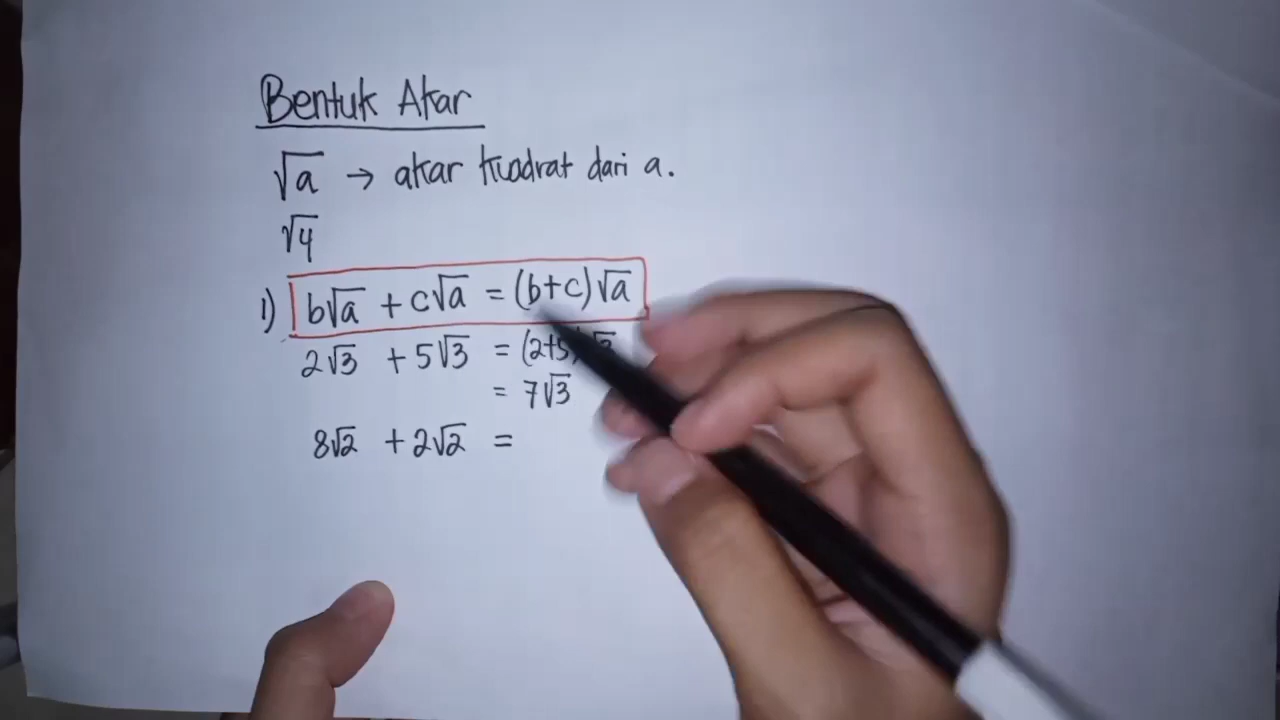 Bentuk Akar
√a → akar kuadrat dari a.
√4
1) b√a + c√a = (b+c)√a
2√3 + 5√3 = (2+5)√3
= 7√3
8√2 + 2√2 =